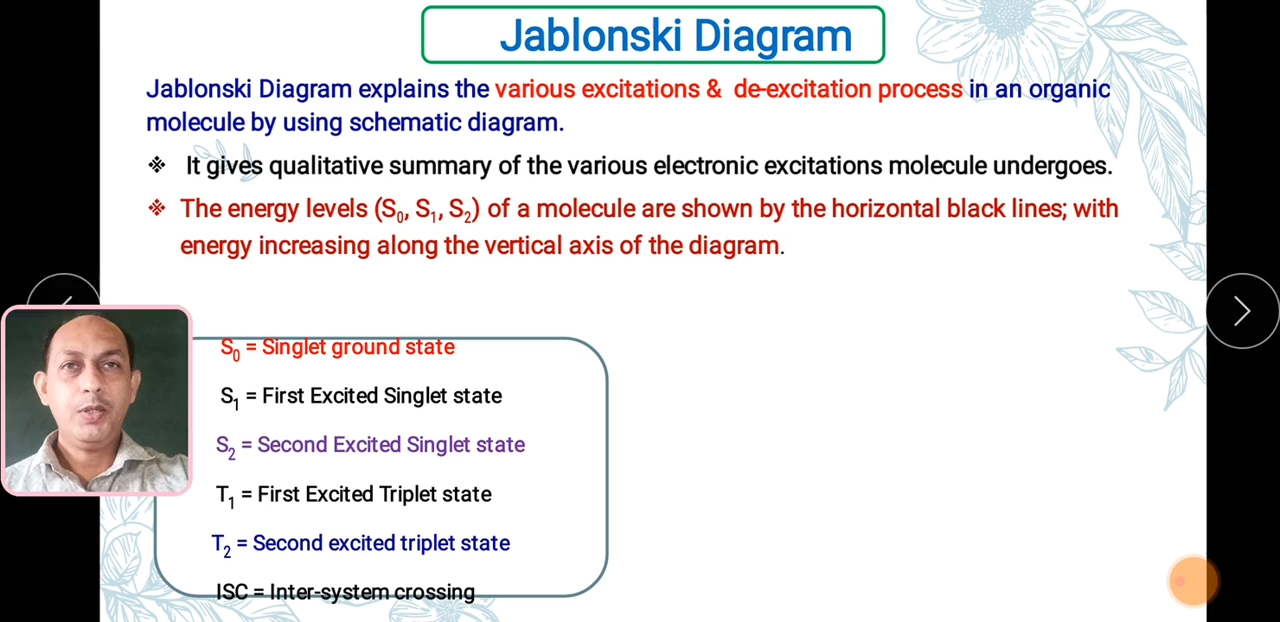 Jablonski Diagram
Jablonski Diagram explains the various excitations & de-excitation process in an organic
molecule by using schematic diagram.
❖ It gives qualitative summary of the various electronic excitations molecule undergoes.
❖ The energy levels (S₀, S₁, S₂) of a molecule are shown by the horizontal black lines; with
energy increasing along the vertical axis of the diagram.
S₀ = Singlet ground state
S₁ = First Excited Singlet state
S₂ = Second Excited Singlet state
T₁ = First Excited Triplet state
T₂ = Second excited triplet state
ISC = Inter-system crossing